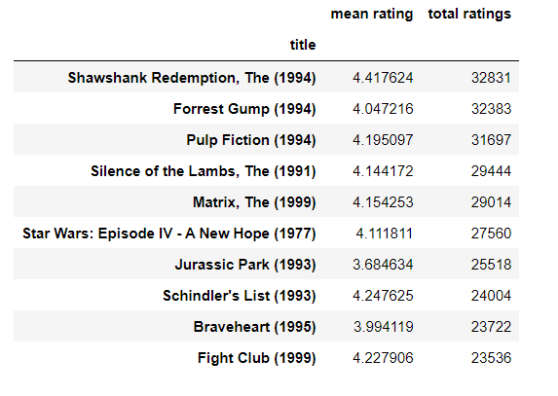 mean rating total ratings
title
Shawshank Redemption, The (1994) 4.417624 32831
Forrest Gump (1994) 4.047216 32383
Pulp Fiction (1994) 4.195097 31697
Silence of the Lambs, The (1991) 4.144172 29444
Matrix, The (1999) 4.154253 29014
Star Wars: Episode IV - A New Hope (1977) 4.111811 27560
Jurassic Park (1993) 3.684634 25518
Schindler's List (1993) 4.247625 24004
Braveheart (1995) 3.994119 23722
Fight Club (1999) 4.227906 23536